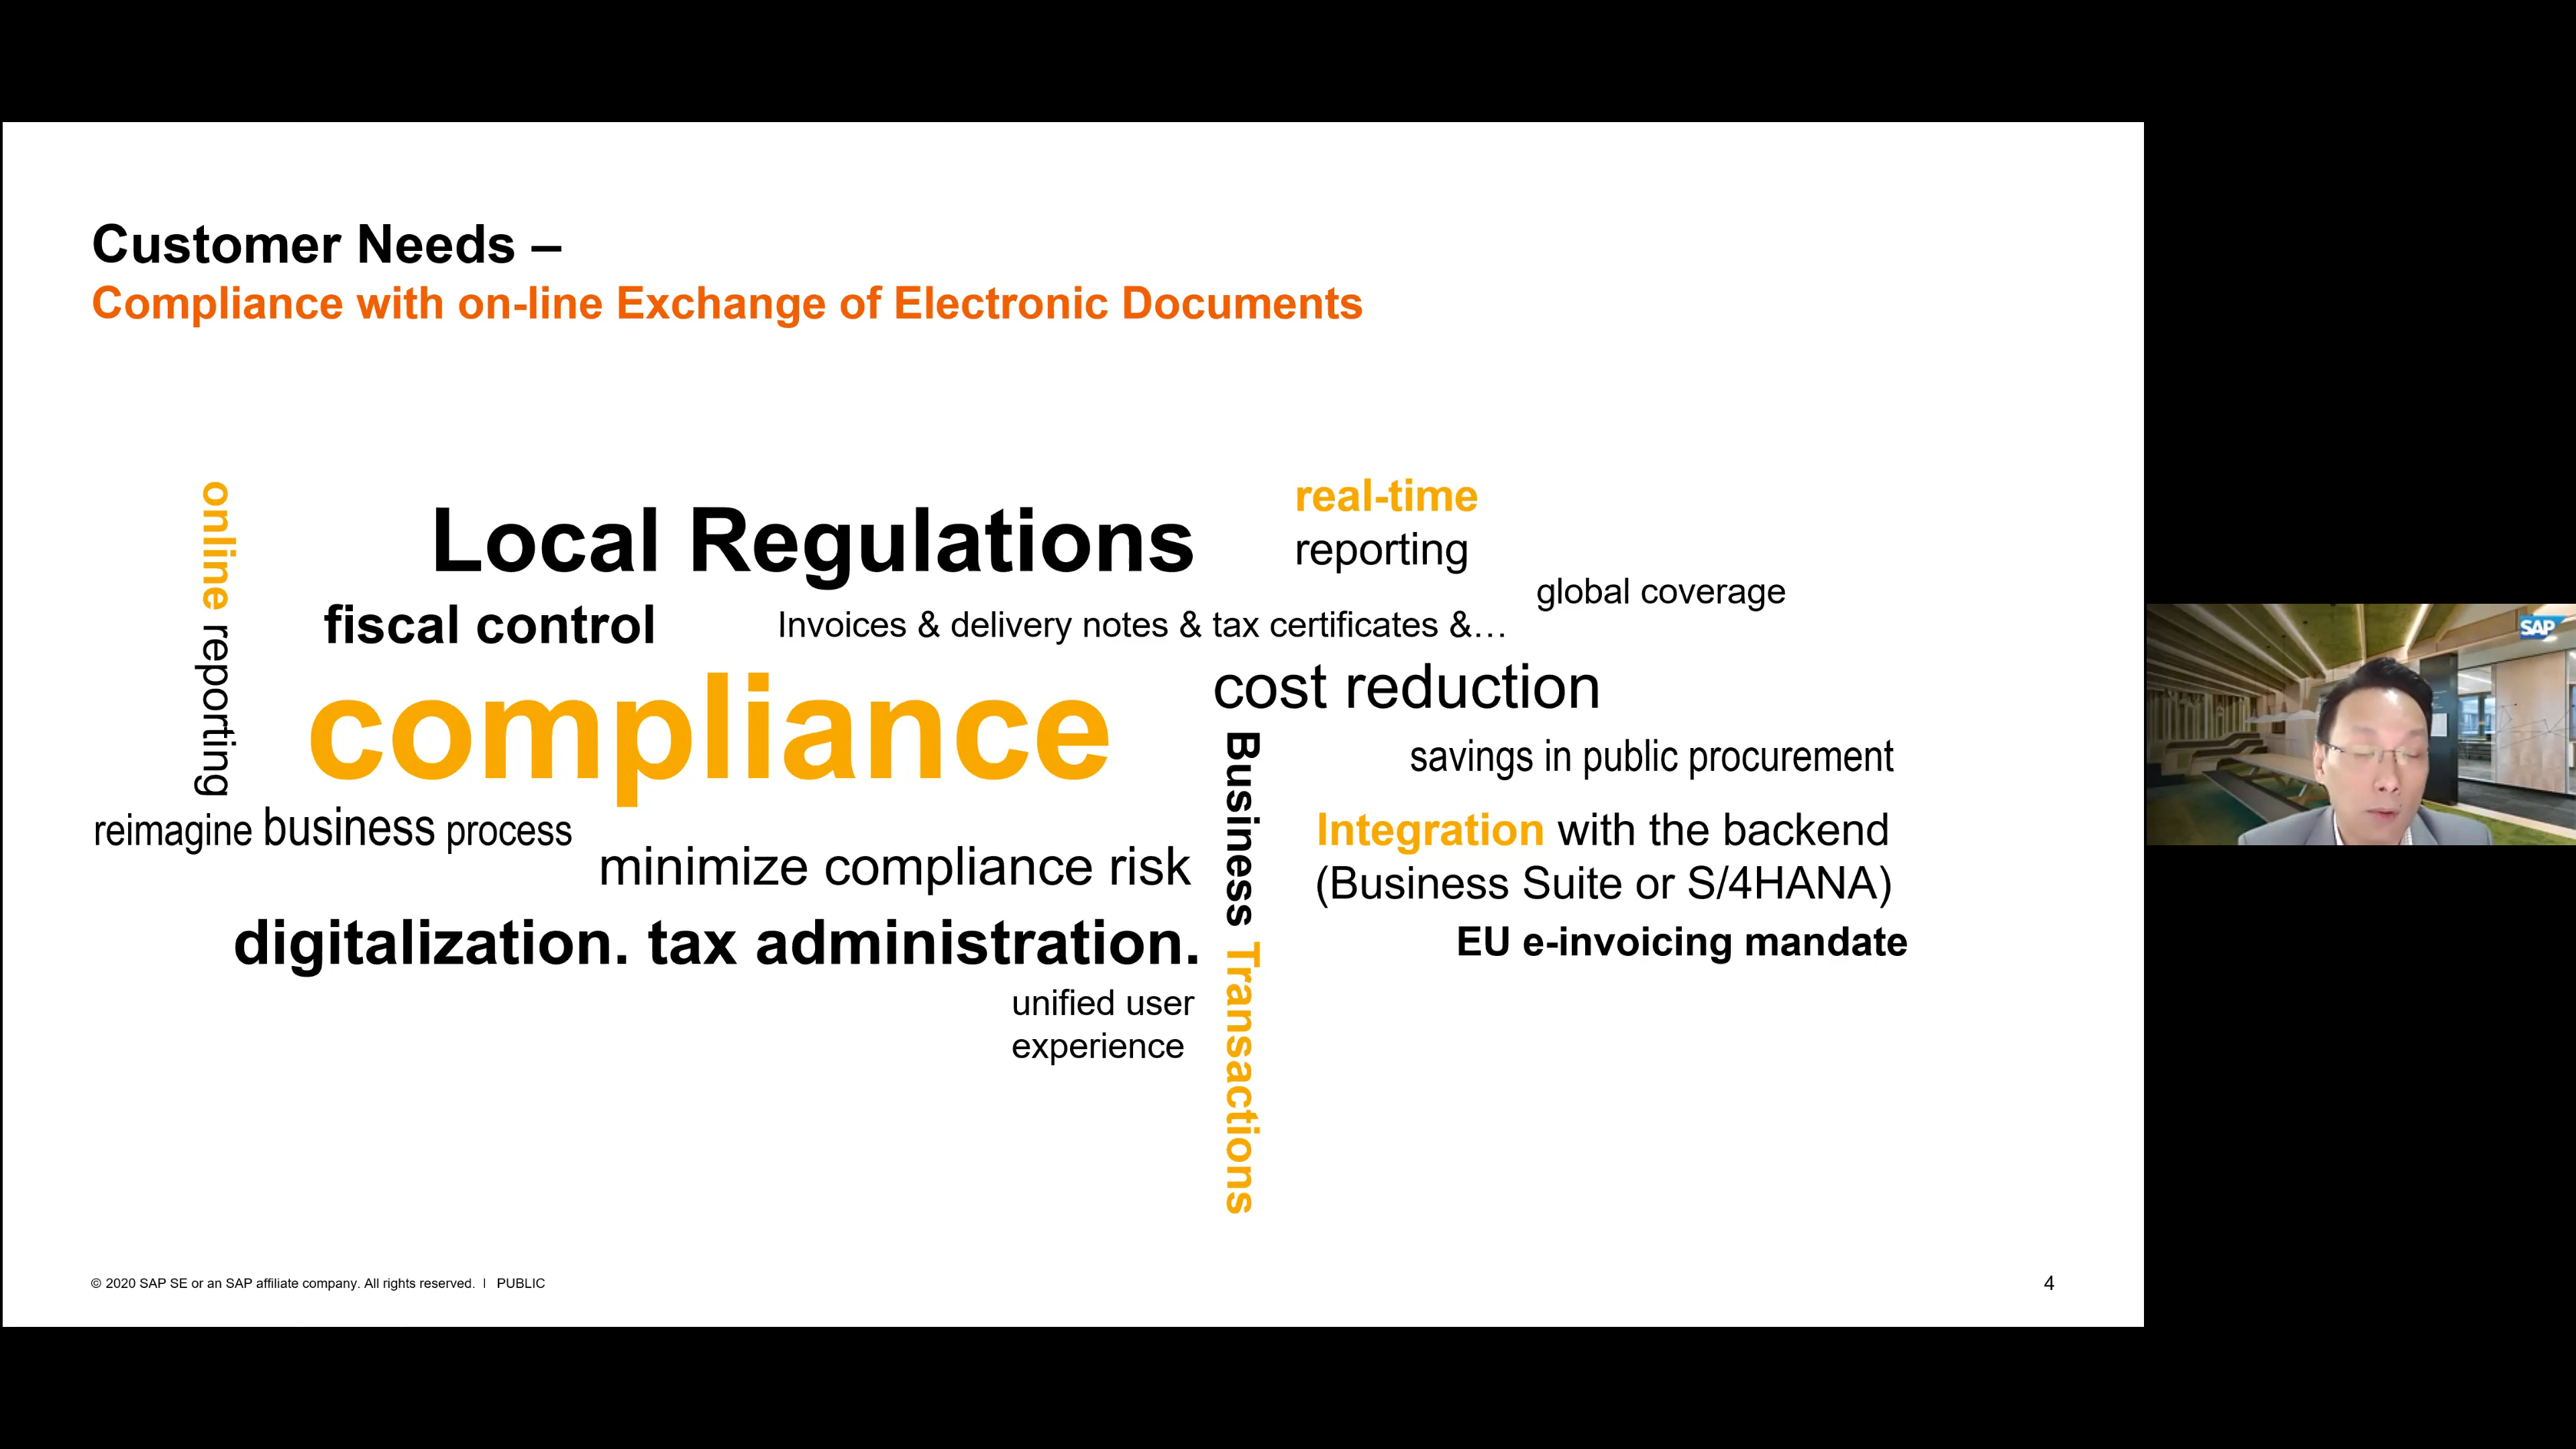 Customer Needs –
Compliance with on-line Exchange of Electronic Documents
online reporting
Local Regulations
real-time
reporting
global coverage
fiscal control
Invoices & delivery notes & tax certificates &…
compliance
cost reduction
savings in public procurement
Business Transactions
reimagine business process
minimize compliance risk
Integration with the backend
(Business Suite or S/4HANA)
digitalization. tax administration.
EU e-invoicing mandate
unified user
experience
© 2020 SAP SE or an SAP affiliate company. All rights reserved. | PUBLIC
4
SAP